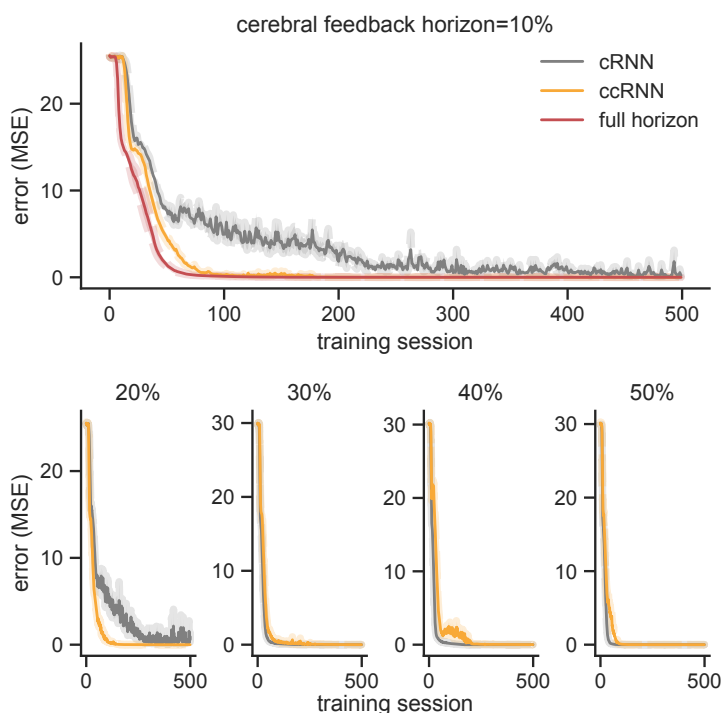 cerebral feedback horizon=10%
error (MSE)
20
10
0
cRNN
ccRNN
full horizon
0 100 200 300 400 500
training session
20% 30% 40% 50%
error (MSE)
20
10
0
30
20
10
0
30
20
10
0
30
20
10
0
0 500 0 500 0 500 0 500
training session